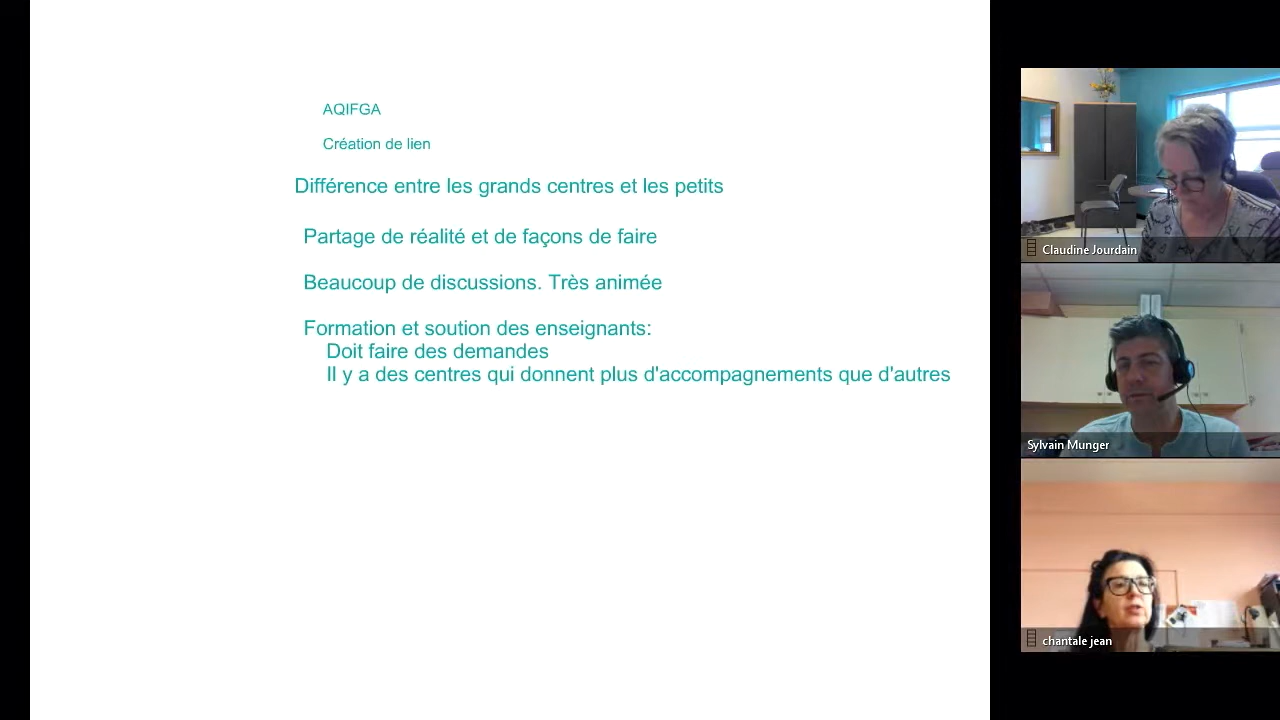 AQIFGA
Création de lien
Différence entre les grands centres et les petits
Partage de réalité et de façons de faire
Beaucoup de discussions. Très animée
Formation et soution des enseignants:
Doit faire des demandes
Il y a des centres qui donnent plus d'accompagnements que d'autres
Claudine Jourdain
Sylvain Munger
chantale jean